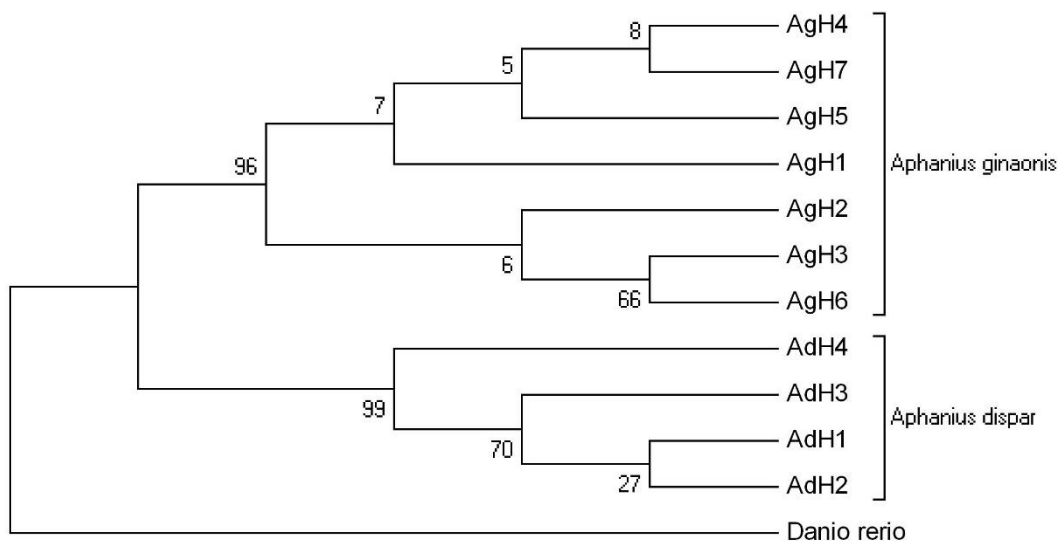 8
AgH4
AgH7
5
AgH5
7
AgH1
Aphanius ginaonis
96
AgH2
6
AgH3
66
AgH6
AdH4
99
AdH3
Aphanius dispar
70
AdH1
27
AdH2
Danio rerio